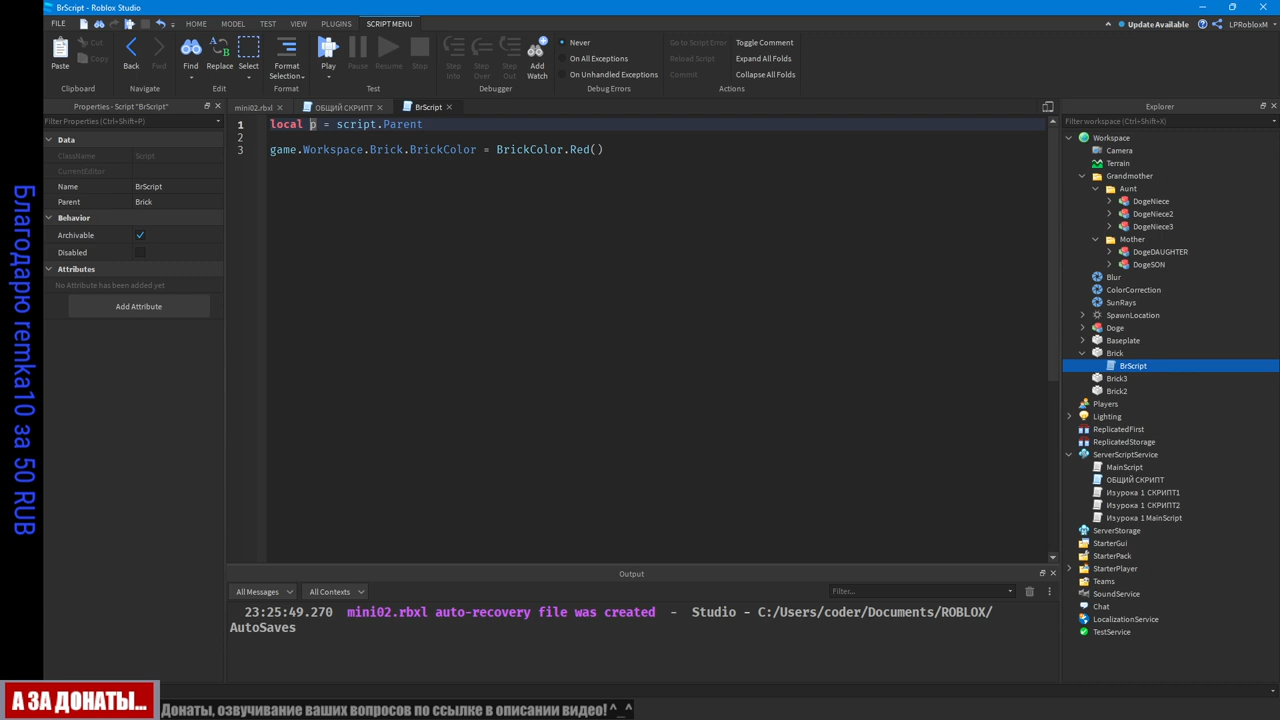 BrScript - Roblox Studio
FILE
HOME
MODEL
TEST
VIEW
PLUGINS
SCRIPT MENU
Update Available
LPRobloxM
Paste
Cut
Copy
Back
Fwd
Find
Replace
Select
Format
Selection
Play
Pause
Resume
Stop
Step
Into
Step
Over
Step
Out
Add
Watch
Never
On All Exceptions
On Unhandled Exceptions
Go to Script Error
Reload Script
Commit
Toggle Comment
Expand All Folds
Collapse All Folds
Clipboard
Navigate
Edit
Format
Test
Debugger
Debug Errors
Actions
Properties - Script "BrScript"
Filter Properties (Ctrl+Shift+P)
Data
ClassName Script
CurrentEditor
Name BrScript
Parent Brick
Behavior
Archivable
Disabled
Attributes
No Attribute has been added yet
Add Attribute
mini02.rbxl
ОБЩИЙ СКРИПТ
BrScript
1 local p = script.Parent
2
3 game.Workspace.Brick.BrickColor = BrickColor.Red()
Output
All Messages
All Contexts
Filter...
23:25:49.270 mini02.rbxl auto-recovery file was created - Studio - C:/Users/coder/Documents/ROBLOX/
AutoSaves
Explorer
Filter workspace (Ctrl+Shift+X)
Workspace
Camera
Terrain
Grandmother
Aunt
DogeNiece
DogeNiece2
DogeNiece3
Mother
DogeDAUGHTER
DogeSON
Blur
ColorCorrection
SunRays
SpawnLocation
Doge
Baseplate
Brick
BrScript
Brick3
Brick2
Players
Lighting
ReplicatedFirst
ReplicatedStorage
ServerScriptService
MainScript
ОБЩИЙ СКРИПТ
Из урока 1 СКРИПТ1
Из урока 1 СКРИПТ2
Из урока 1 MainScript
ServerStorage
StarterGui
StarterPack
StarterPlayer
Teams
SoundService
Chat
LocalizationService
TestService
Благодарю remka10 за 50 RUB
А ЗА ДОНАТЫ...
Донаты, озвучивание ваших вопросов по ссылке в описании видео! ^_^